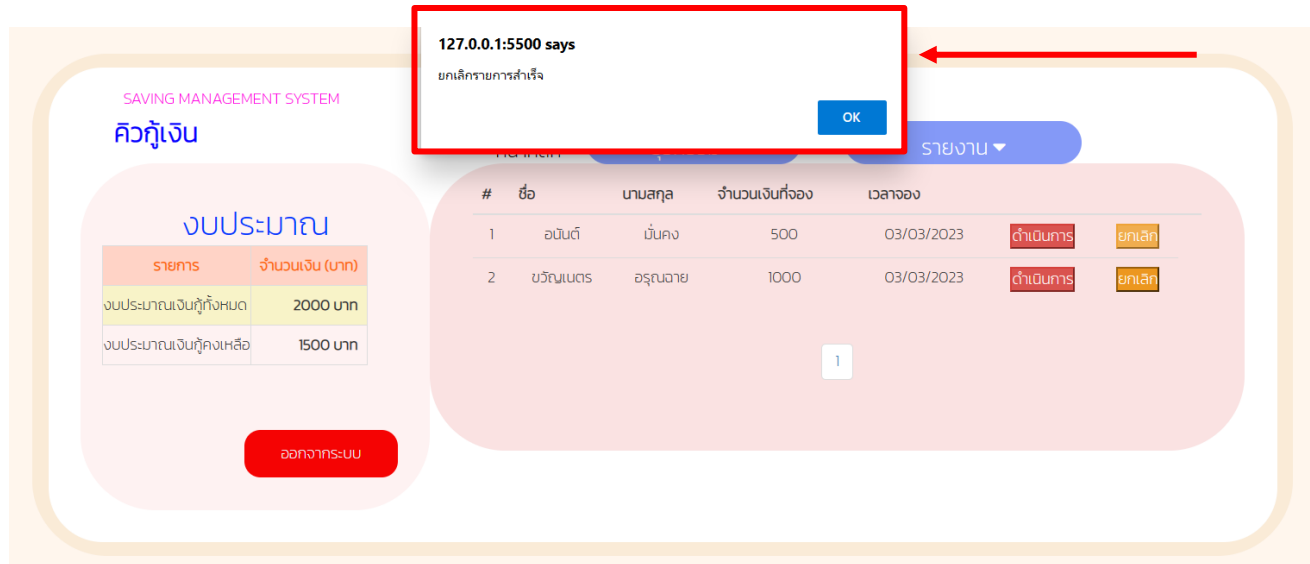 127.0.0.1:5500 says
ยกเลิกรายการสำเร็จ
OK
SAVING MANAGEMENT SYSTEM
คิวกู้เงิน
รายงาน
# ชื่อ นามสกุล จำนวนเงินที่จอง เวลาจอง
1 อนันต์ มั่นคง 500 03/03/2023 ดำเนินการ ยกเลิก
2 ขวัญเนตร อรุณฉาย 1000 03/03/2023 ดำเนินการ ยกเลิก
1
งบประมาณ
รายการ จำนวนเงิน (บาท)
งบประมาณเงินกู้ทั้งหมด 2000 บาท
งบประมาณเงินกู้คงเหลือ 1500 บาท
ออกจากระบบ